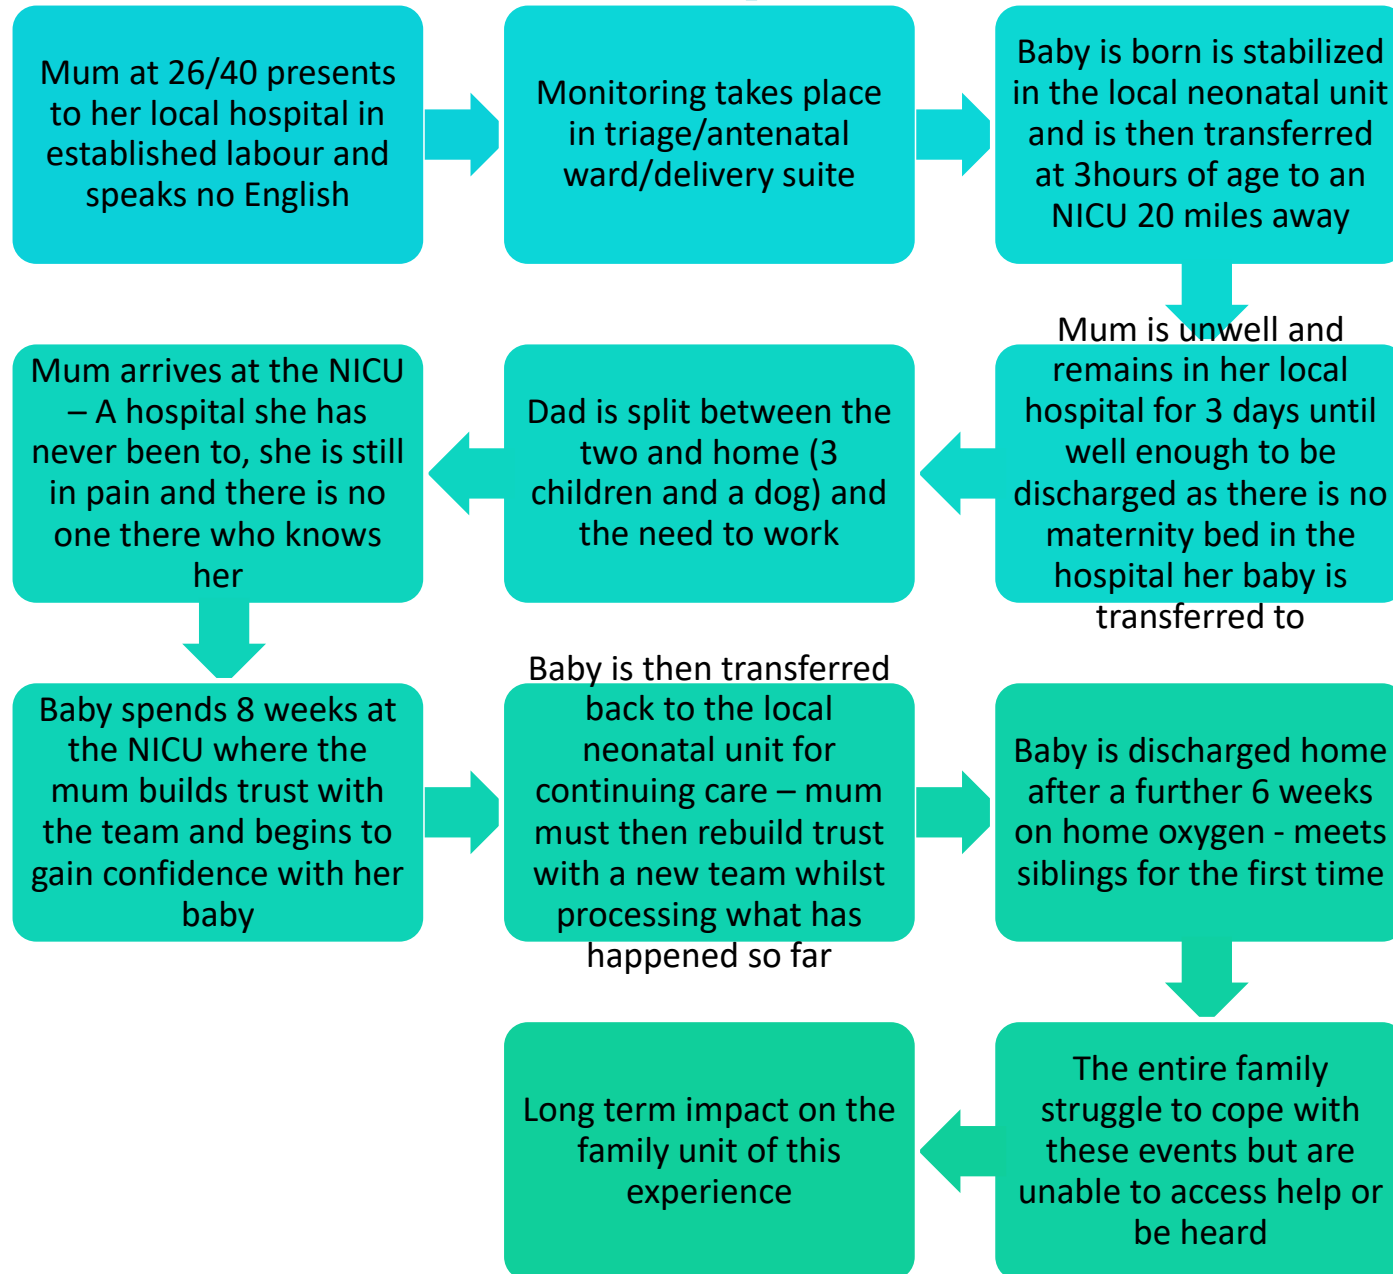 Mum at 26/40 presents
to her local hospital in
established labour and
speaks no English
Monitoring takes place
in triage/antenatal
ward/delivery suite
Baby is born is stabilized
in the local neonatal unit
and is then transferred
at 3hours of age to an
NICU 20 miles away
Mum is unwell and
remains in her local
hospital for 3 days until
well enough to be
discharged as there is no
maternity bed in the
hospital her baby is
transferred to
Dad is split between the
two and home (3
children and a dog) and
the need to work
Mum arrives at the NICU
– A hospital she has
never been to, she is still
in pain and there is no
one there who knows
her
Baby spends 8 weeks at
the NICU where the
mum builds trust with
the team and begins to
gain confidence with her
baby
Baby is then transferred
back to the local
neonatal unit for
continuing care – mum
must then rebuild trust
with a new team whilst
processing what has
happened so far
Baby is discharged home
after a further 6 weeks
on home oxygen - meets
siblings for the first time
The entire family
struggle to cope with
these events but are
unable to access help or
be heard
Long term impact on the
family unit of this
experience